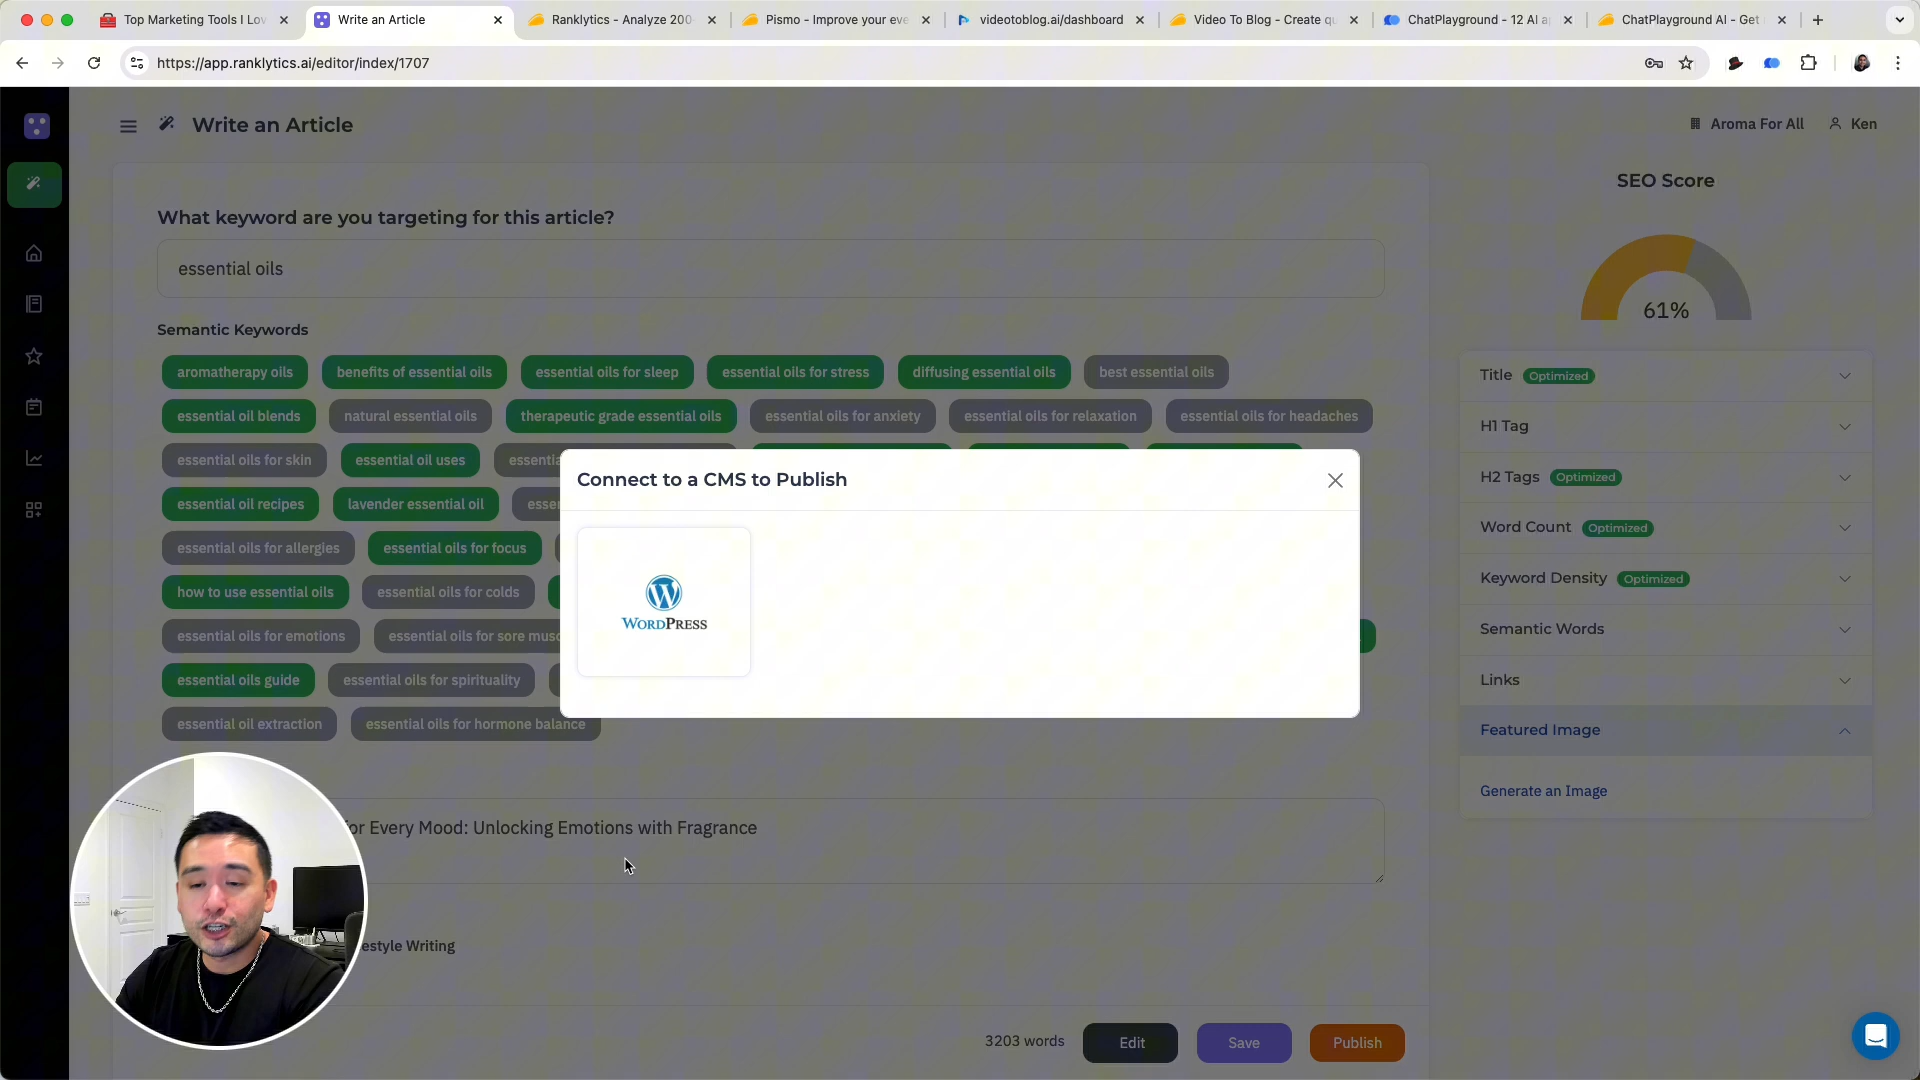 Top Marketing Tools I Lov
Write an Article
Ranklytics - Analyze 200
Pismo - Improve your eve
videotoblog.ai/dashboard
Video To Blog - Create qu
ChatPlayground - 12 AI a
ChatPlayground AI - Get
https://app.ranklytics.ai/editor/index/1707
Write an Article
Aroma For All
Ken
What keyword are you targeting for this article?
essential oils
Semantic Keywords
aromatherapy oils benefits of essential oils essential oils for sleep essential oils for stress diffusing essential oils best essential oils
essential oil blends natural essential oils therapeutic grade essential oils essential oils for anxiety essential oils for relaxation essential oils for headaches
essential oils for skin essential oil uses essentia
essential oil recipes lavender essential oil essen
essential oils for allergies essential oils for focus
how to use essential oils essential oils for colds
essential oils for emotions essential oils for sore musc
essential oils guide essential oils for spirituality
essential oil extraction essential oils for hormone balance
Connect to a CMS to Publish
WORDPRESS
for Every Mood: Unlocking Emotions with Fragrance
estyle Writing
3203 words
Edit
Save
Publish
SEO Score
61%
Title Optimized
H1 Tag
H2 Tags Optimized
Word Count Optimized
Keyword Density Optimized
Semantic Words
Links
Featured Image
Generate an Image